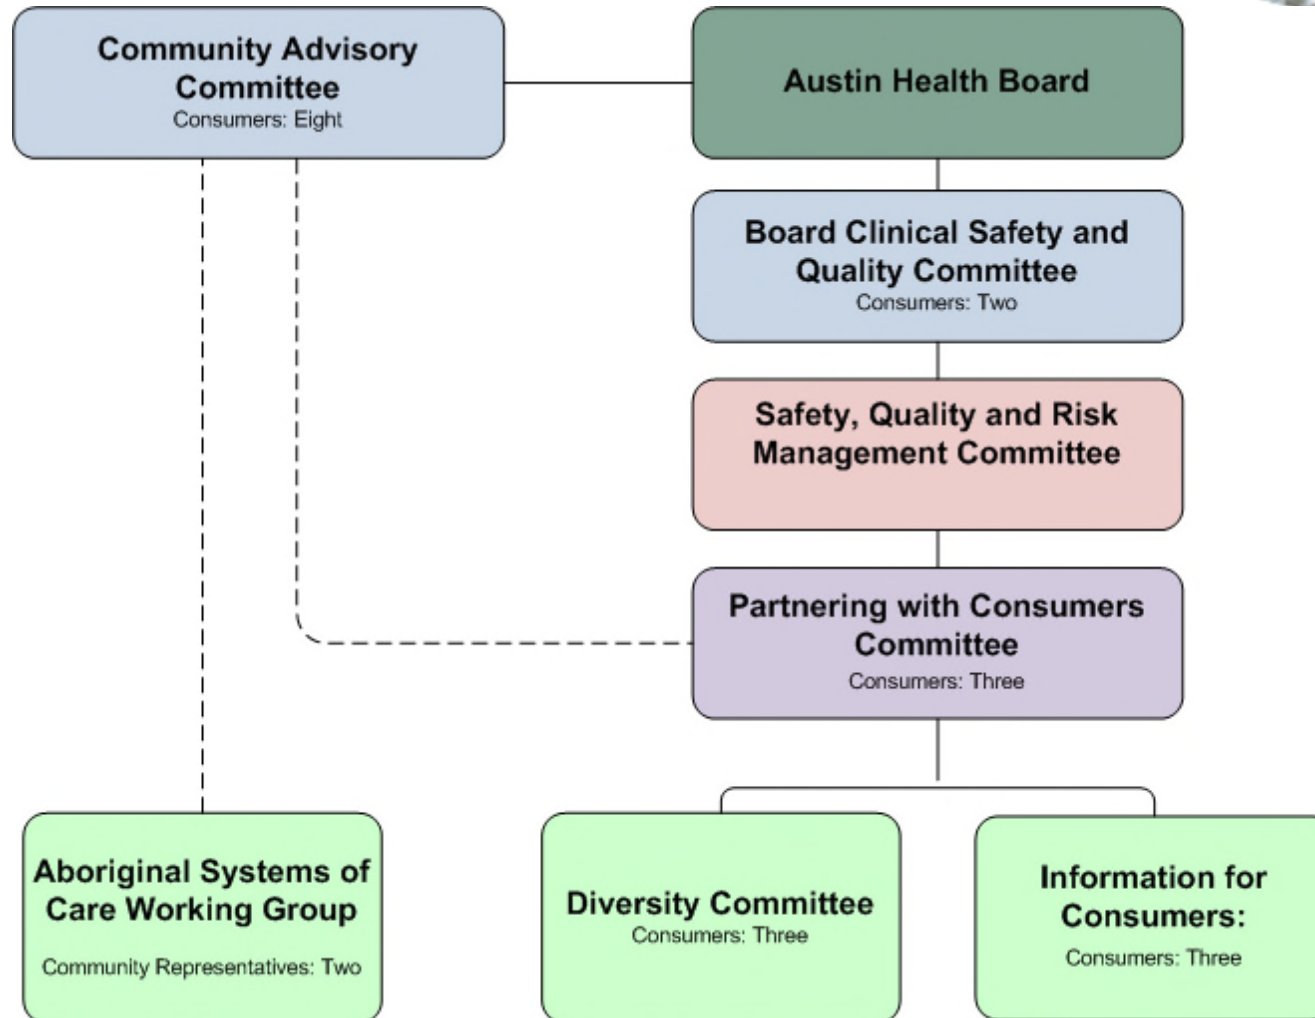 Community Advisory
Committee
Consumers: Eight
Austin Health Board
Board Clinical Safety and
Quality Committee
Consumers: Two
Safety, Quality and Risk
Management Committee
Partnering with Consumers
Committee
Consumers: Three
Aboriginal Systems of
Care Working Group
Community Representatives: Two
Diversity Committee
Consumers: Three
Information for
Consumers:
Consumers: Three